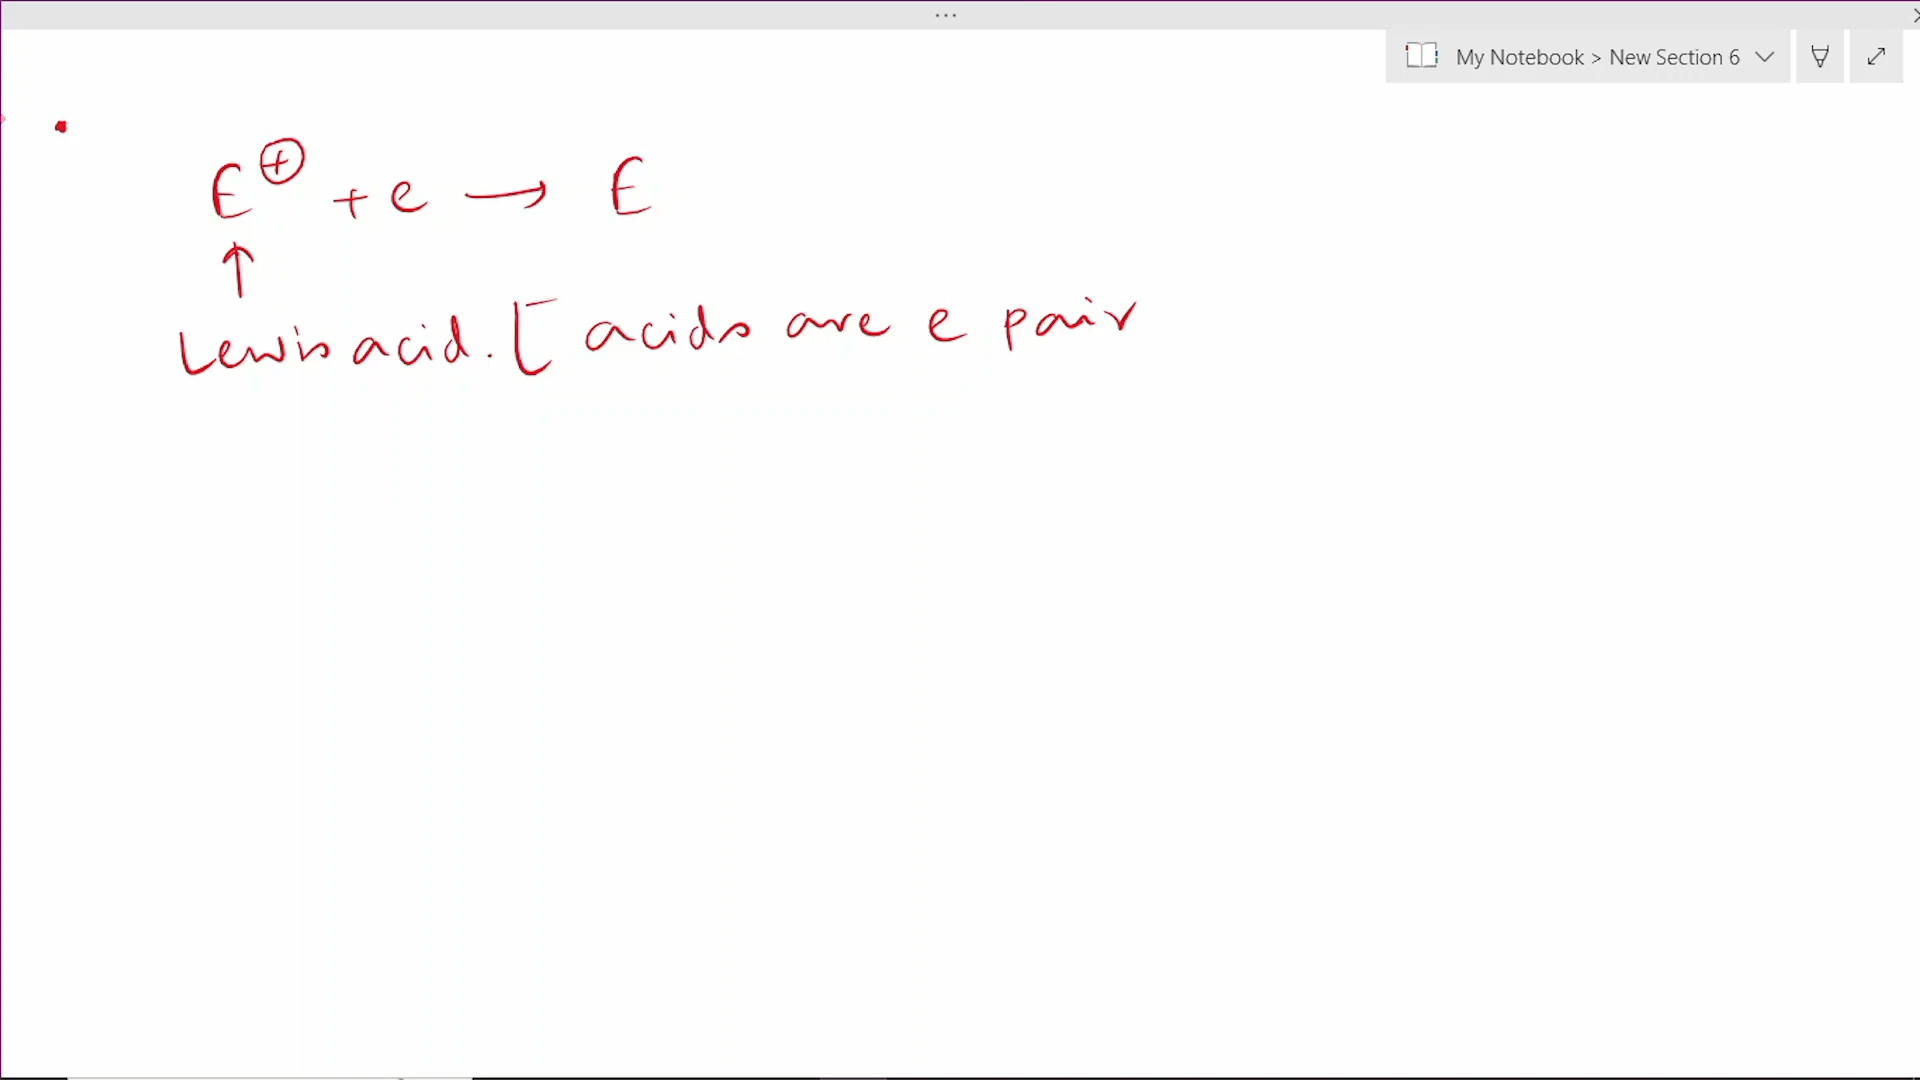 My Notebook > New Section 6
E⊕ + e → E
↑
Lewis acid. [ acids are e pair